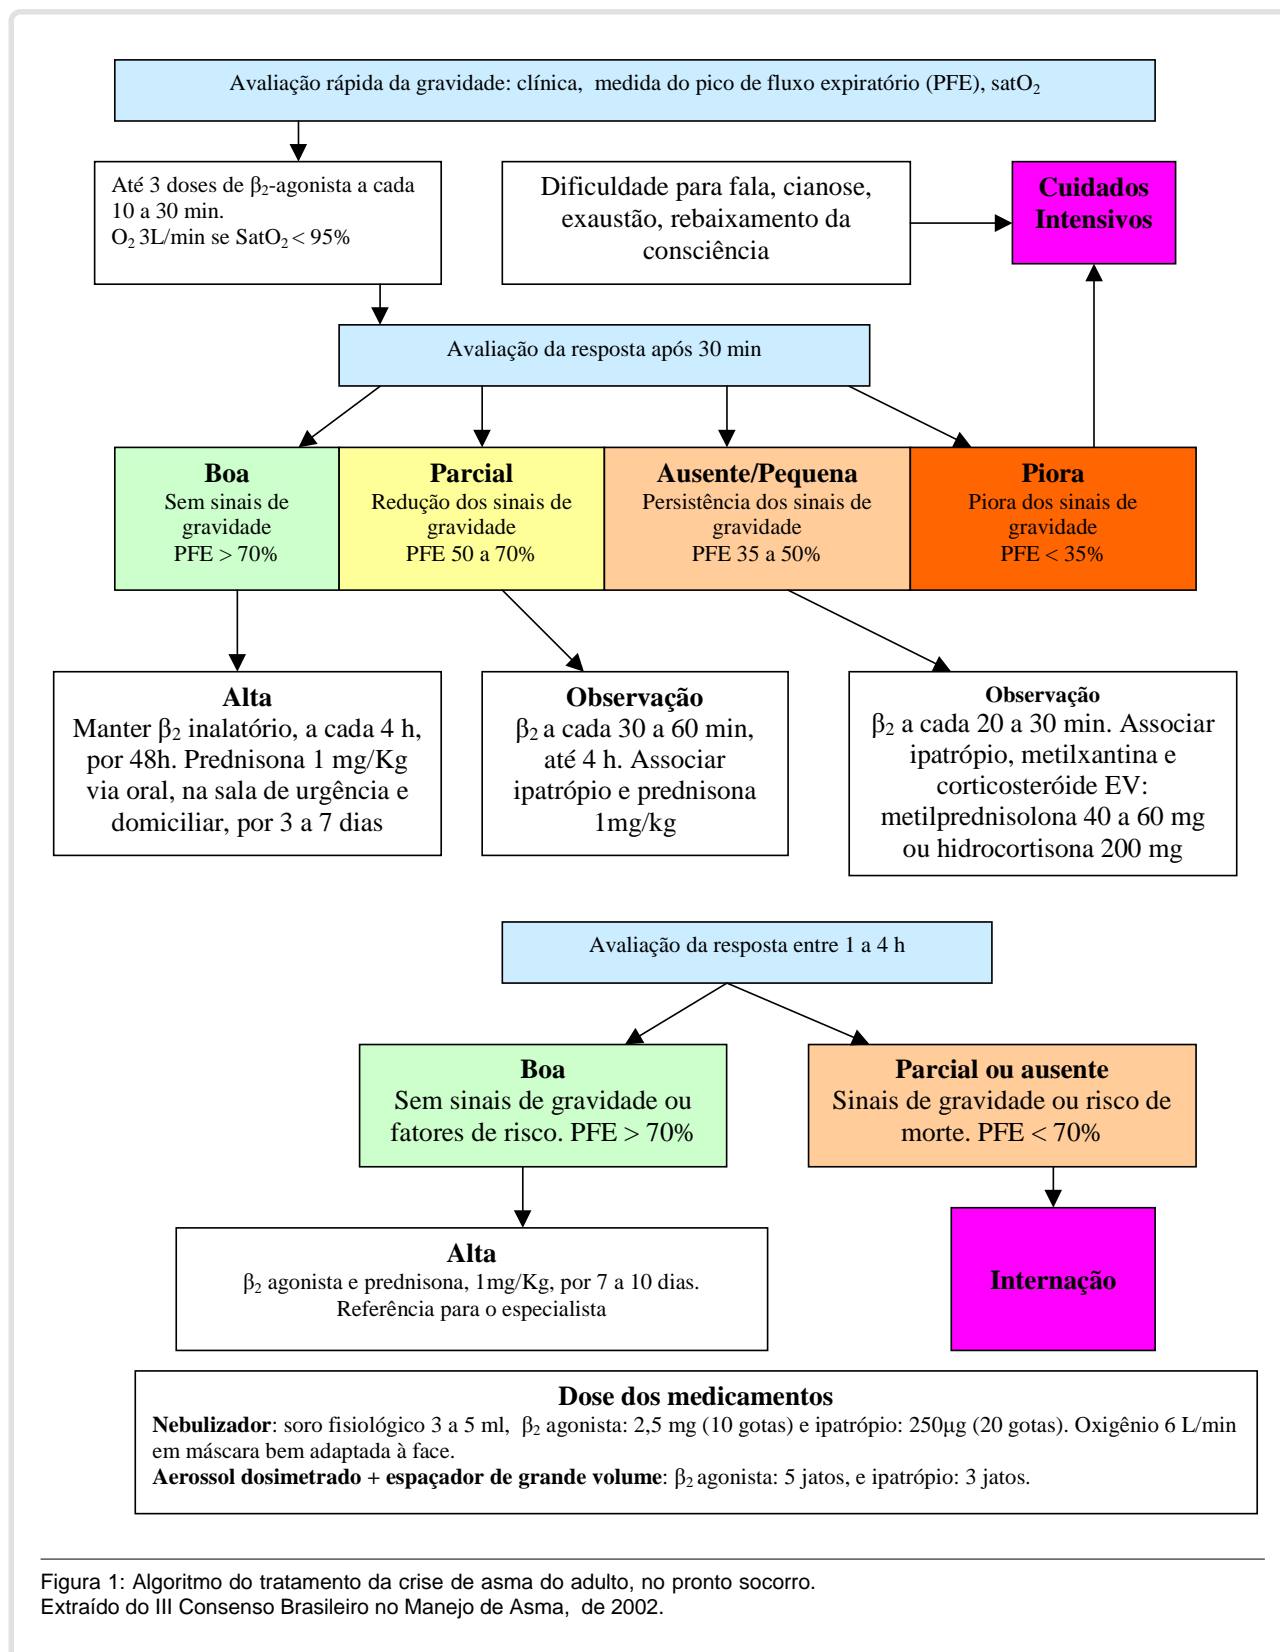 Avaliação rápida da gravidade: clínica, medida do pico de fluxo expiratório (PFE), satO₂
Até 3 doses de β₂-agonista a cada
10 a 30 min.
O₂ 3L/min se SatO₂ < 95%
Dificuldade para fala, cianose,
exaustão, rebaixamento da
consciência
Cuidados
Intensivos
Avaliação da resposta após 30 min
Boa
Sem sinais de
gravidade
PFE > 70%
Parcial
Redução dos sinais de
gravidade
PFE 50 a 70%
Ausente/Pequena
Persistência dos sinais de
gravidade
PFE 35 a 50%
Piora
Piora dos sinais de
gravidade
PFE < 35%
Alta
Manter β₂ inalatório, a cada 4 h,
por 48h. Prednisona 1 mg/Kg
via oral, na sala de urgência e
domiciliar, por 3 a 7 dias
Observação
β₂ a cada 30 a 60 min,
até 4 h. Associar
ipatrópio e prednisona
1mg/kg
Observação
β₂ a cada 20 a 30 min. Associar
ipatrópio, metilxantina e
corticosteróide EV:
metilprednisolona 40 a 60 mg
ou hidrocortisona 200 mg
Avaliação da resposta entre 1 a 4 h
Boa
Sem sinais de gravidade ou
fatores de risco. PFE > 70%
Parcial ou ausente
Sinais de gravidade ou risco de
morte. PFE < 70%
Alta
β₂ agonista e prednisona, 1mg/Kg, por 7 a 10 dias.
Referência para o especialista
Internação
Dose dos medicamentos
Nebulizador: soro fisiológico 3 a 5 ml, β₂ agonista: 2,5 mg (10 gotas) e ipatrópio: 250µg (20 gotas). Oxigênio 6 L/min
em máscara bem adaptada à face.
Aerossol dosimetrado + espaçador de grande volume: β₂ agonista: 5 jatos, e ipatrópio: 3 jatos.
Figura 1: Algoritmo do tratamento da crise de asma do adulto, no pronto socorro.
Extraído do III Consenso Brasileiro no Manejo de Asma, de 2002.